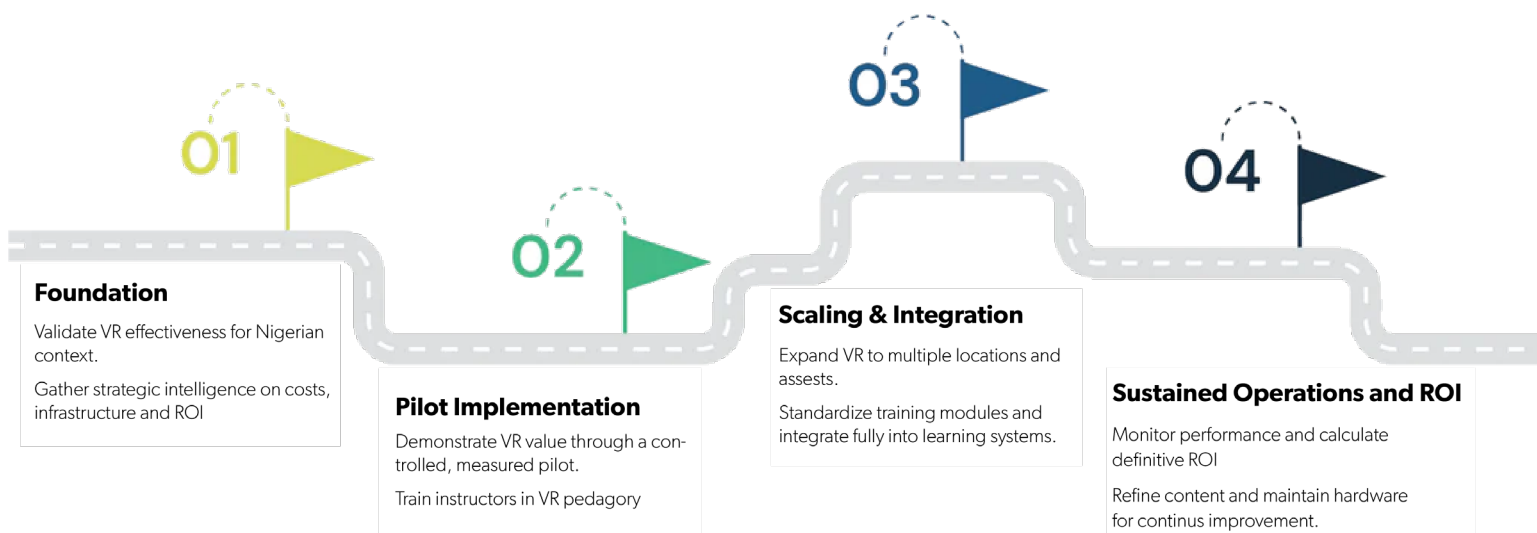 01
Foundation
Validate VR effectiveness for Nigerian
context.
Gather strategic intelligence on costs,
infrastructure and ROI
02
Pilot Implementation
Demonstrate VR value through a con-
trolled, measured pilot.
Train instructors in VR pedagory
03
Scaling & Integration
Expand VR to multiple locations and
assests.
Standardize training modules and
integrate fully into learning systems.
04
Sustained Operations and ROI
Monitor performance and calculate
definitive ROI
Refine content and maintain hardware
for continus improvement.